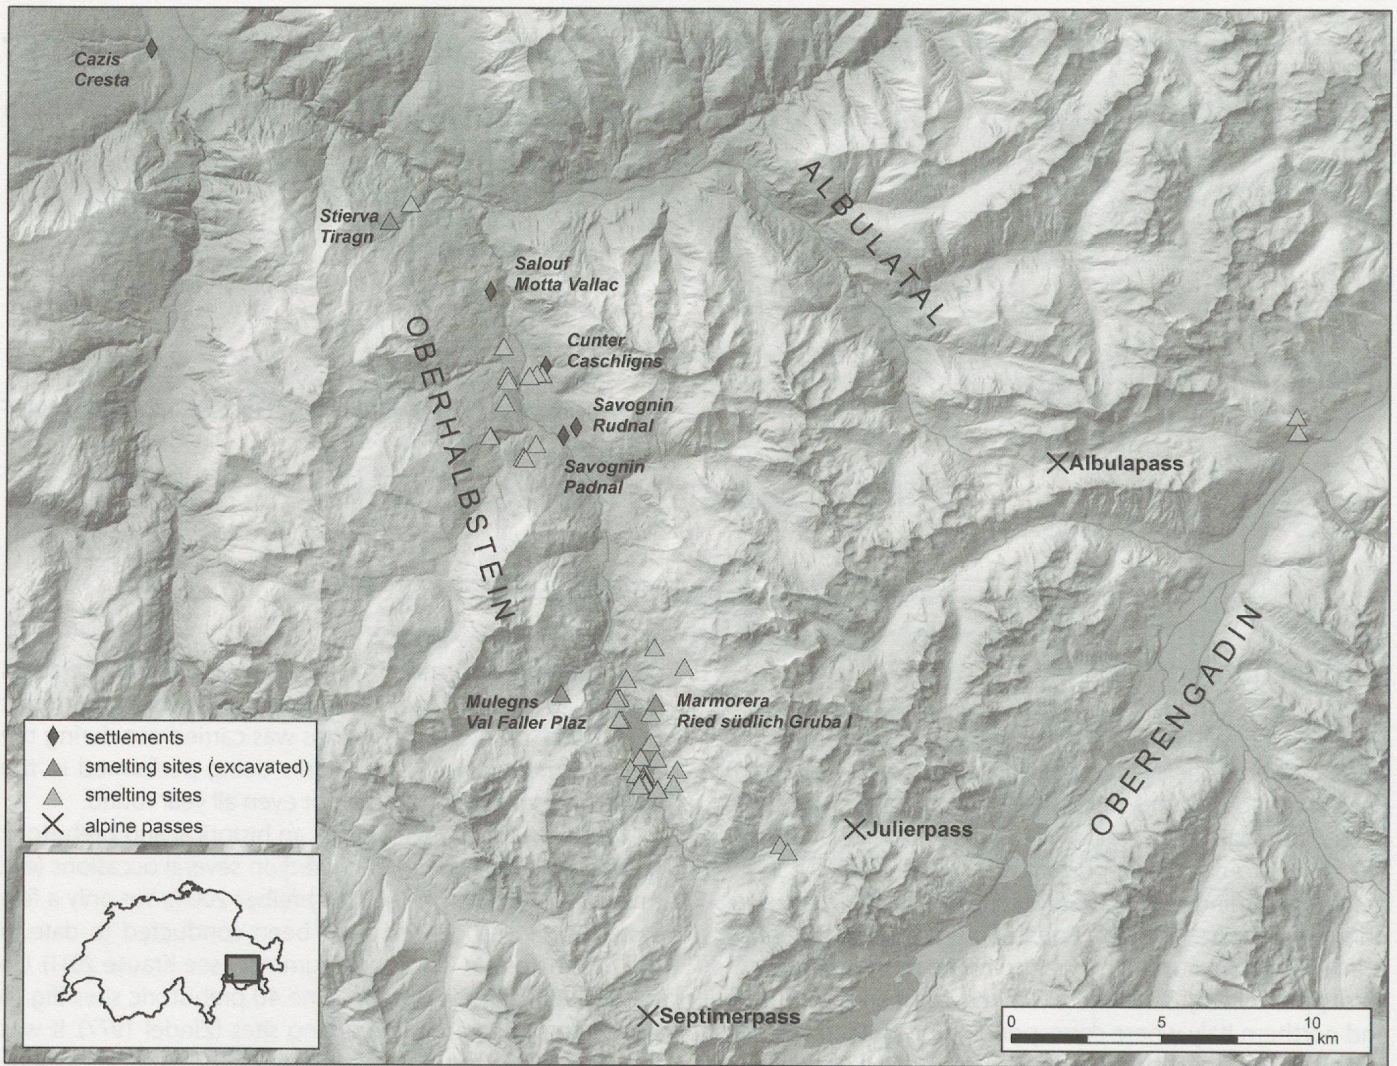 Cazis
Cresta
ALBULATAL
Stierva
Tiragn
Salouf
Motta Vallac
OBERHALBSTEIN
Cunter
Caschligns
Savognin
Rudnal
Savognin
Padnal
Albulapass
OBERENGADIN
Mulegns
Val Faller Plaz
Marmorera
Ried südlich Gruba I
settlements
smelting sites (excavated)
smelting sites
alpine passes
Julierpass
Septimerpass
0 5 10
km